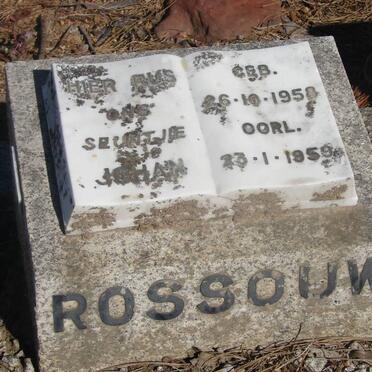 HIER RUS
ONS
SEUNTJIE
JOHAN
GEB.
26·10·1958
OORL.
23·1·1959
ROSSOUW